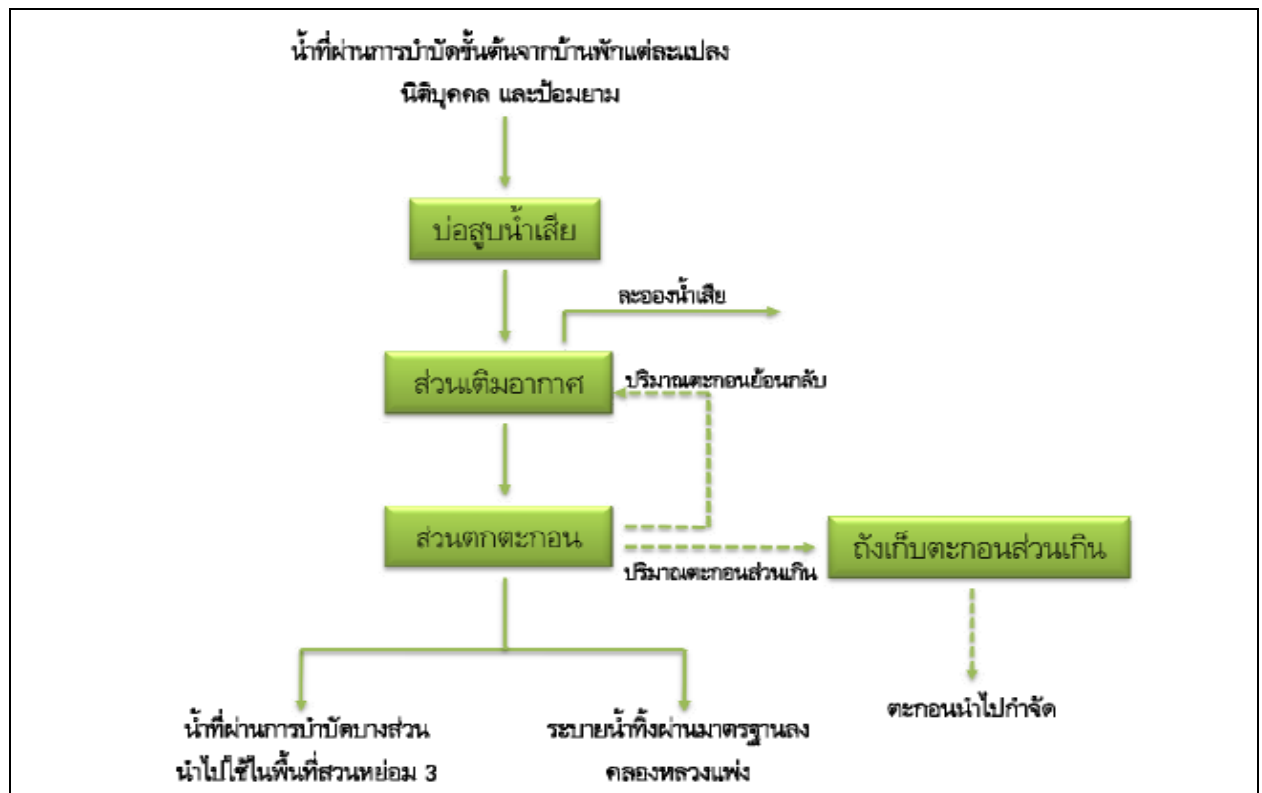 น้ำที่ผ่านการบำบัดขั้นต้นจากบ้านพักแต่ละแปลง
นิติบุคคล และป้อมยาม
บ่อสูบน้ำเสีย
ละอองน้ำเสีย
ส่วนเติมอากาศ
ปริมาณตะกอนย้อนกลับ
ส่วนตกตะกอน
ปริมาณตะกอนส่วนเกิน
ถังเก็บตะกอนส่วนเกิน
ตะกอนนำไปกำจัด
น้ำที่ผ่านการบำบัดบางส่วน
นำไปใช้ในพื้นที่สวนหย่อม 3
ระบายน้ำทิ้งผ่านมาตรฐานลง
คลองหลวงแพ่ง